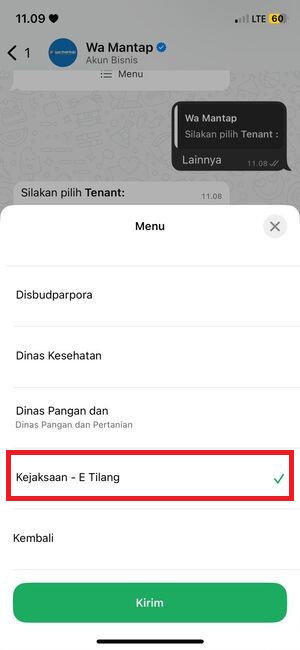 11.09
LTE 60
1
Wa Mantap
Akun Bisnis
Menu
Wa Mantap
Silakan pilih Tenant :
Lainnya
11.08
Silakan pilih Tenant:
11.08
Menu
Disbudparpora
Dinas Kesehatan
Dinas Pangan dan
Dinas Pangan dan Pertanian
Kejaksaan - E Tilang
Kembali
Kirim